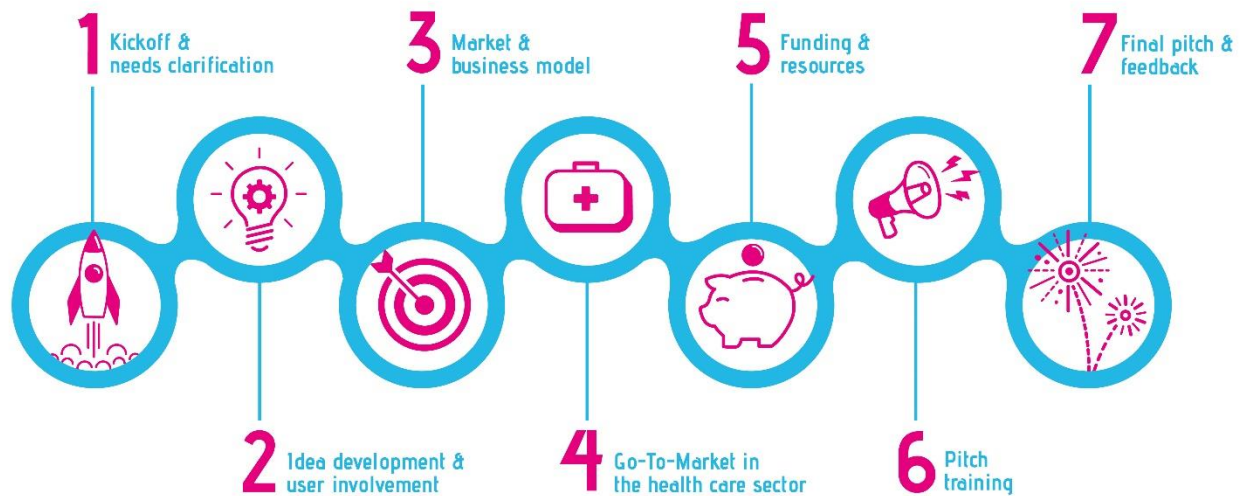 1 Kickoff &
needs clarification
2 Idea development &
user involvement
3 Market &
business model
4 Go-To-Market in
the health care sector
5 Funding &
resources
6 Pitch
training
7 Final pitch &
feedback